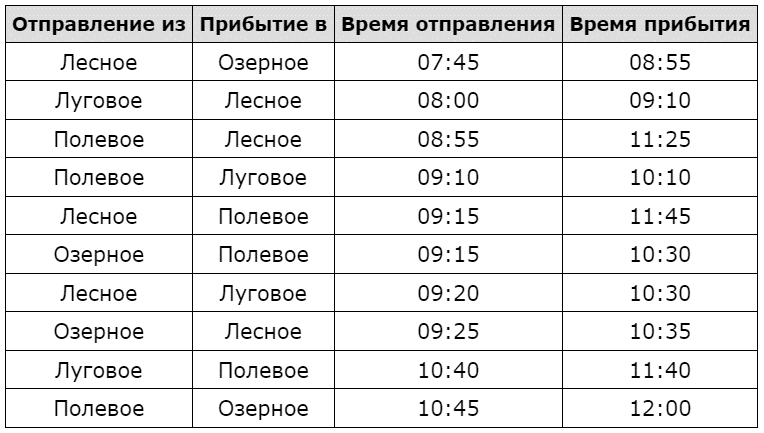 Отправление из Прибытие в Время отправления Время прибытия
Лесное Озерное 07:45 08:55
Луговое Лесное 08:00 09:10
Полевое Лесное 08:55 11:25
Полевое Луговое 09:10 10:10
Лесное Полевое 09:15 11:45
Озерное Полевое 09:15 10:30
Лесное Луговое 09:20 10:30
Озерное Лесное 09:25 10:35
Луговое Полевое 10:40 11:40
Полевое Озерное 10:45 12:00